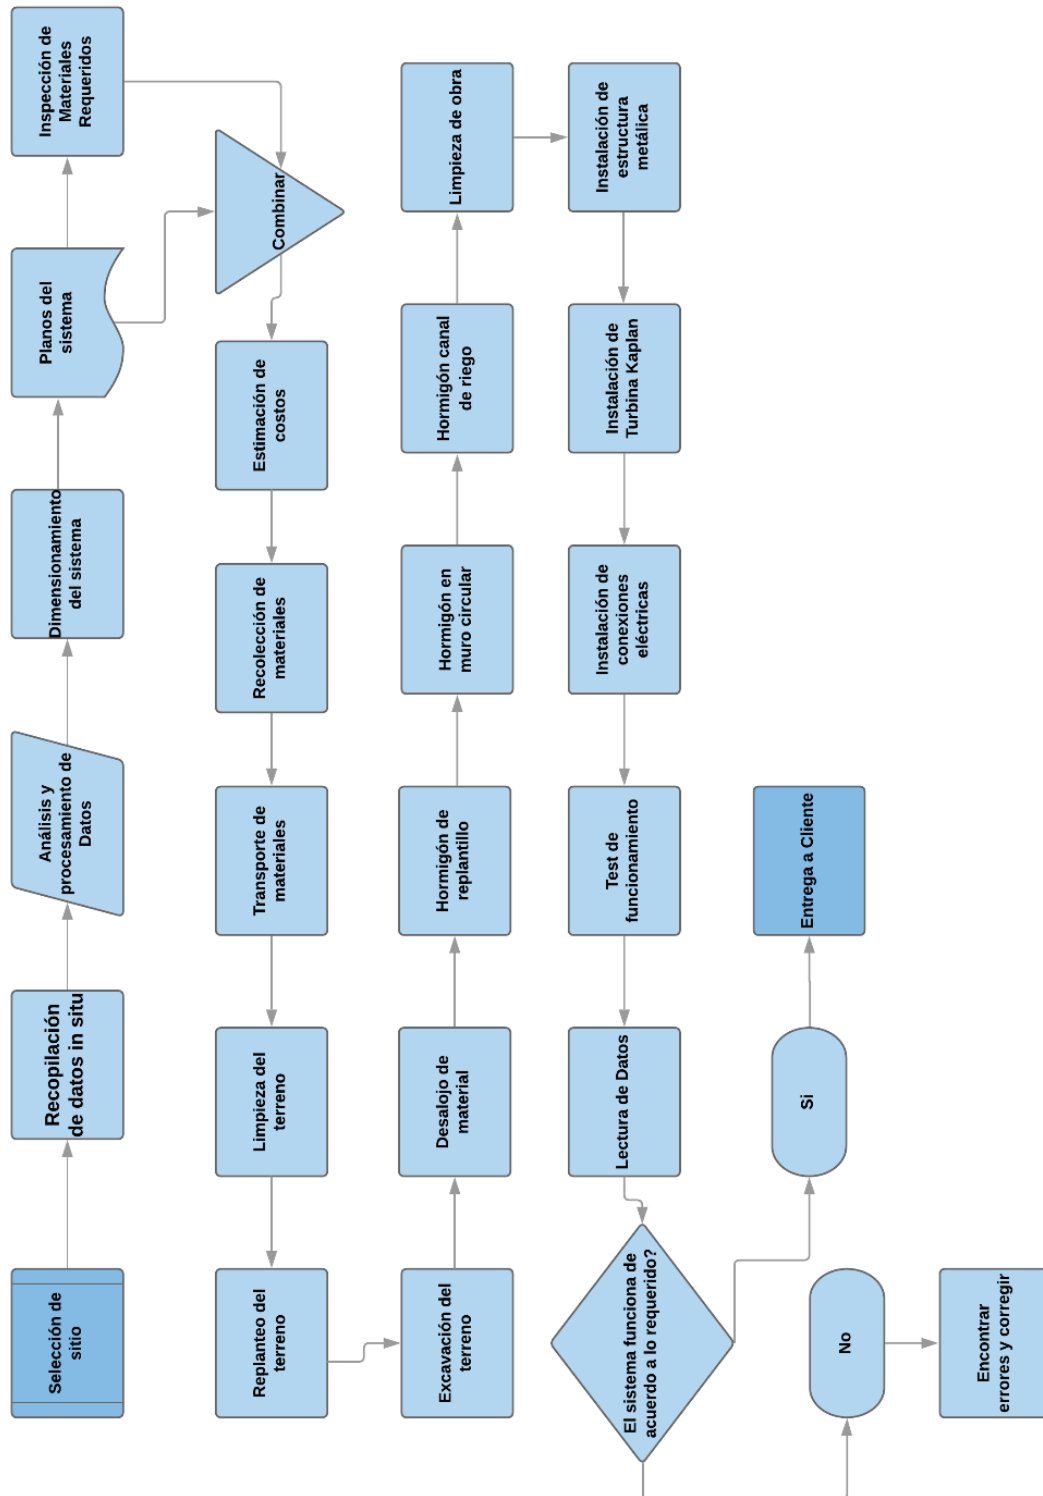 Selección de
sitio
Recopilación
de datos in situ
Análisis y
procesamiento de
Datos
Dimensionamiento
del sistema
Planos del
sistema
Inspección de
Materiales
Requeridos
Combinar
Estimación de
costos
Recolección de
materiales
Transporte de
materiales
Limpieza del
terreno
Replanteo del
terreno
Excavación del
terreno
Desalojo de
material
Hormigón de
replantillo
Hormigón en
muro circular
Hormigón canal
de riego
Limpieza de obra
Instalación de
estructura
metálica
Instalación de
Turbina Kaplan
Instalación de
conexiones
eléctricas
Test de
funcionamiento
Lectura de Datos
El sistema funciona de
acuerdo a lo requerido?
Si
Entrega a Cliente
No
Encontrar
errores y corregir